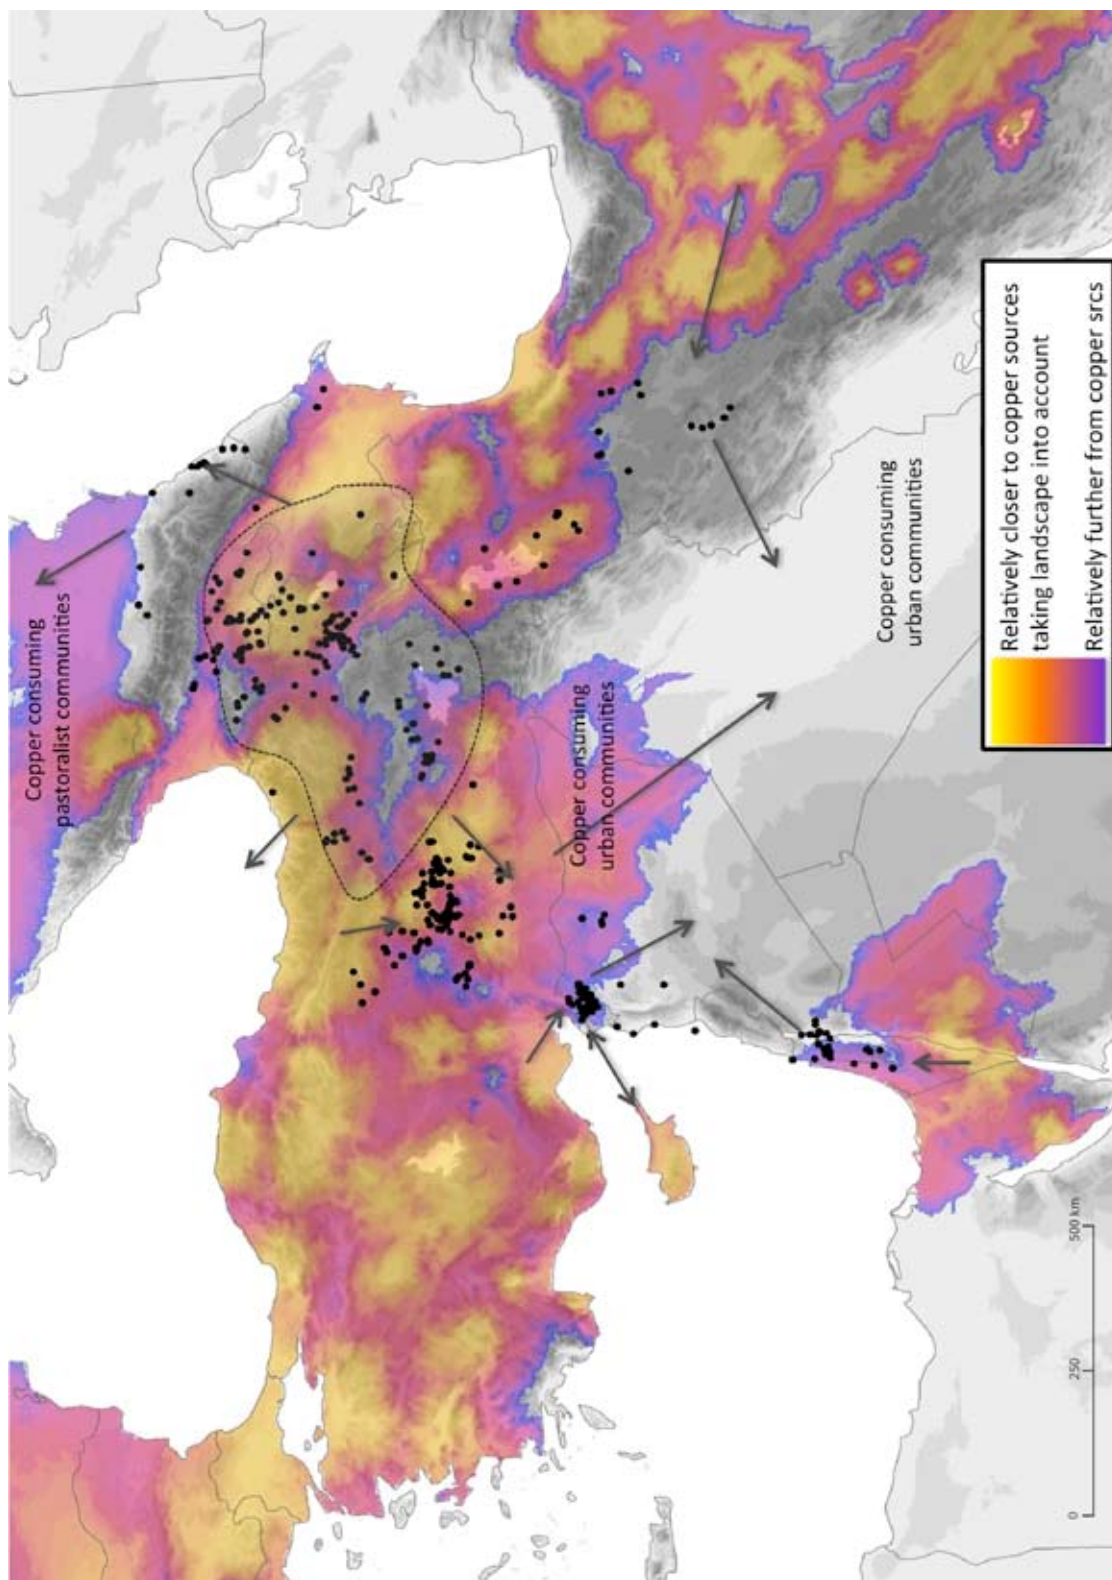 Copper consuming
pastoralist communities
Copper consuming
urban communities
Copper consuming
urban communities
Relatively closer to copper sources
taking landscape into account
Relatively further from copper srcs
0
250
500 km